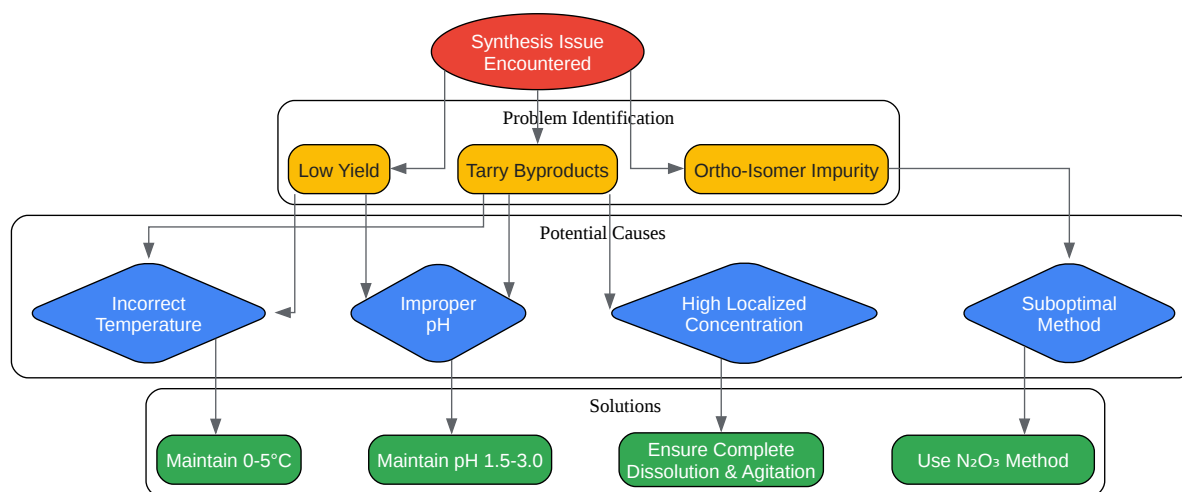 Synthesis Issue
Encountered
Problem Identification
Low Yield
Tarry Byproducts
Ortho-Isomer Impurity
Potential Causes
Incorrect
Temperature
Improper
pH
High Localized
Concentration
Suboptimal
Method
Solutions
Maintain 0-5°C
Maintain pH 1.5-3.0
Ensure Complete
Dissolution & Agitation
Use N₂O₃ Method